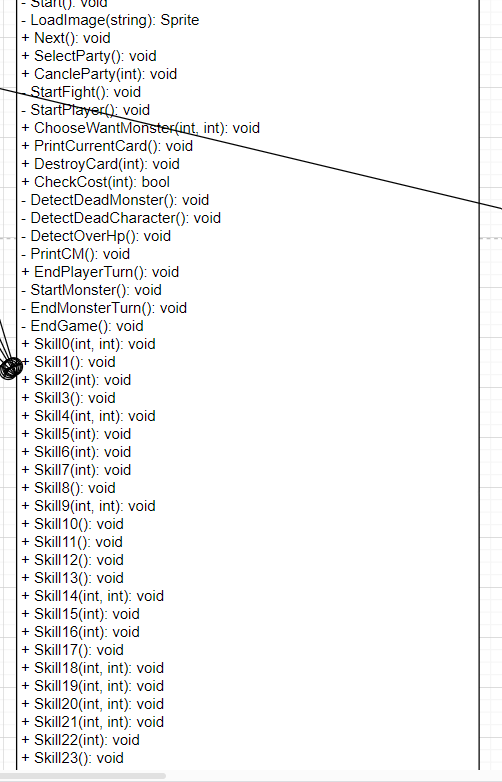 - Start(): void
- LoadImage(string): Sprite
+ Next(): void
+ SelectParty(): void
+ CancleParty(int): void
- StartFight(): void
- StartPlayer(): void
+ ChooseWantMonster(int, int): void
+ PrintCurrentCard(): void
+ DestroyCard(int): void
+ CheckCost(int): bool
- DetectDeadMonster(): void
- DetectDeadCharacter(): void
- DetectOverHp(): void
- PrintCM(): void
+ EndPlayerTurn(): void
- StartMonster(): void
- EndMonsterTurn(): void
- EndGame(): void
+ Skill0(int, int): void
+ Skill1(): void
+ Skill2(int): void
+ Skill3(): void
+ Skill4(int, int): void
+ Skill5(int): void
+ Skill6(int): void
+ Skill7(int): void
+ Skill8(): void
+ Skill9(int, int): void
+ Skill10(): void
+ Skill11(): void
+ Skill12(): void
+ Skill13(): void
+ Skill14(int, int): void
+ Skill15(int): void
+ Skill16(int): void
+ Skill17(): void
+ Skill18(int, int): void
+ Skill19(int, int): void
+ Skill20(int, int): void
+ Skill21(int, int): void
+ Skill22(int): void
+ Skill23(): void